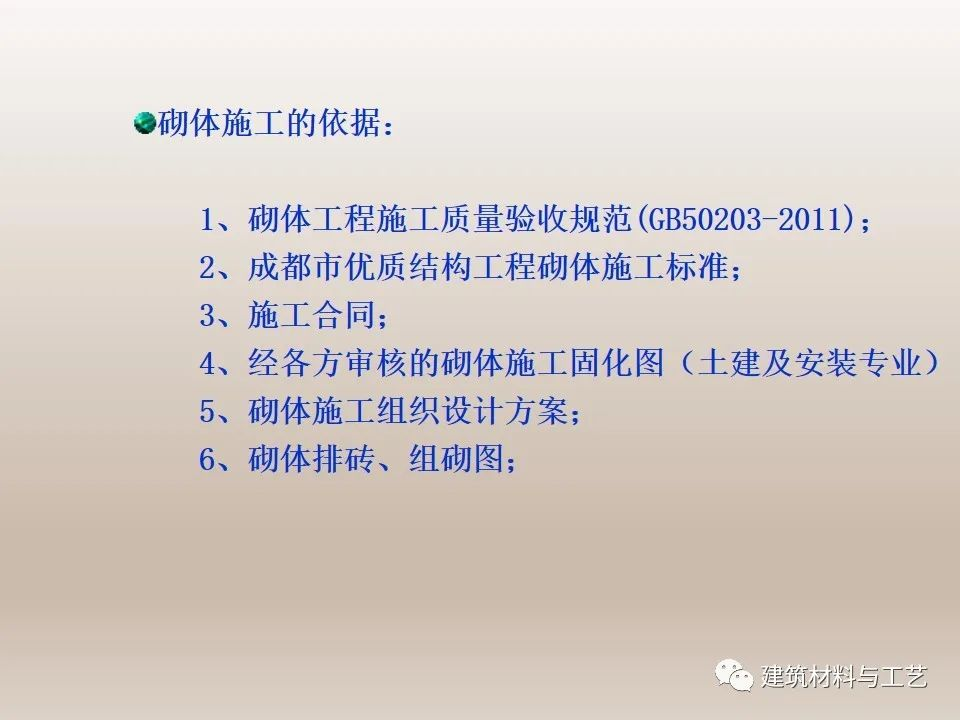 砌体施工的依据：
1、砌体工程施工质量验收规范(GB50203-2011)；
2、成都市优质结构工程砌体施工标准；
3、施工合同；
4、经各方审核的砌体施工固化图（土建及安装专业）
5、砌体施工组织设计方案；
6、砌体排砖、组砌图；
建筑材料与工艺